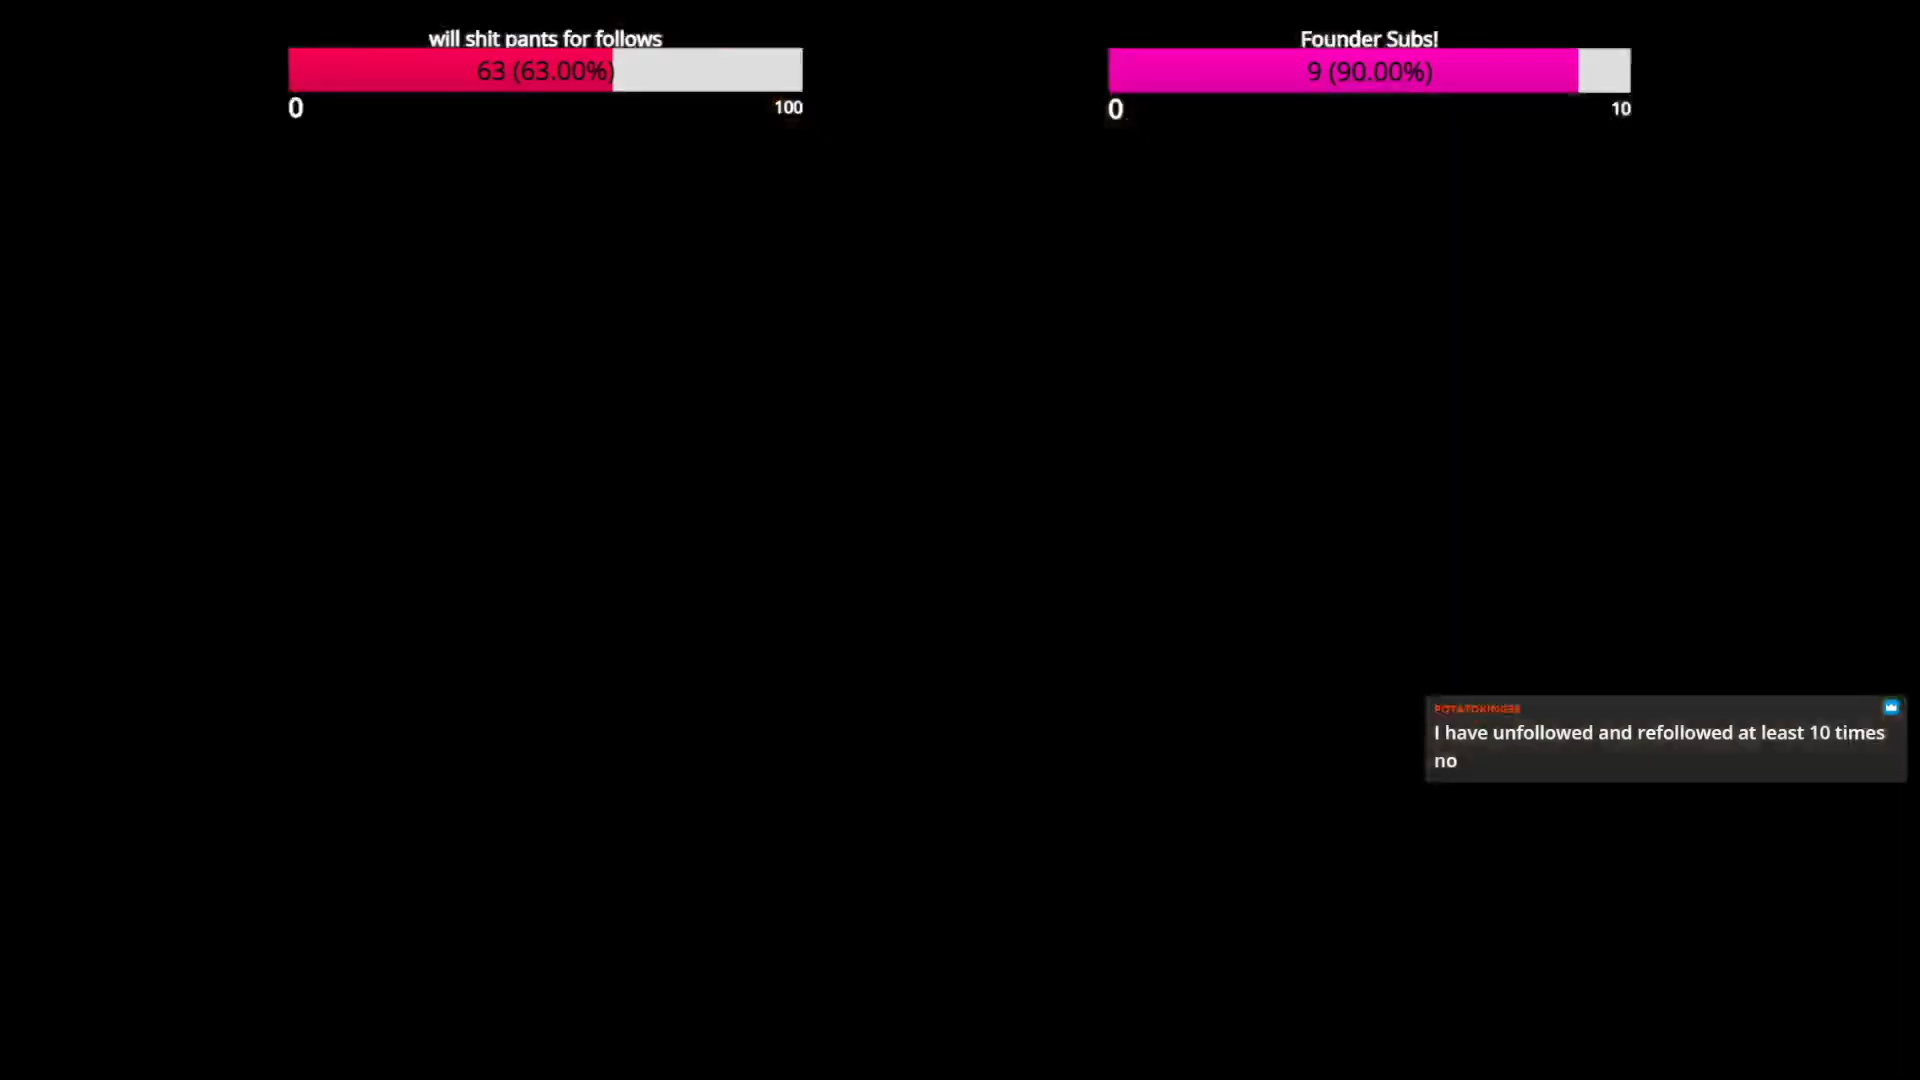 will shit pants for follows
63 (63.00%)
0
100
Founder Subs!
9 (90.00%)
0
10
I have unfollowed and refollowed at least 10 times
no